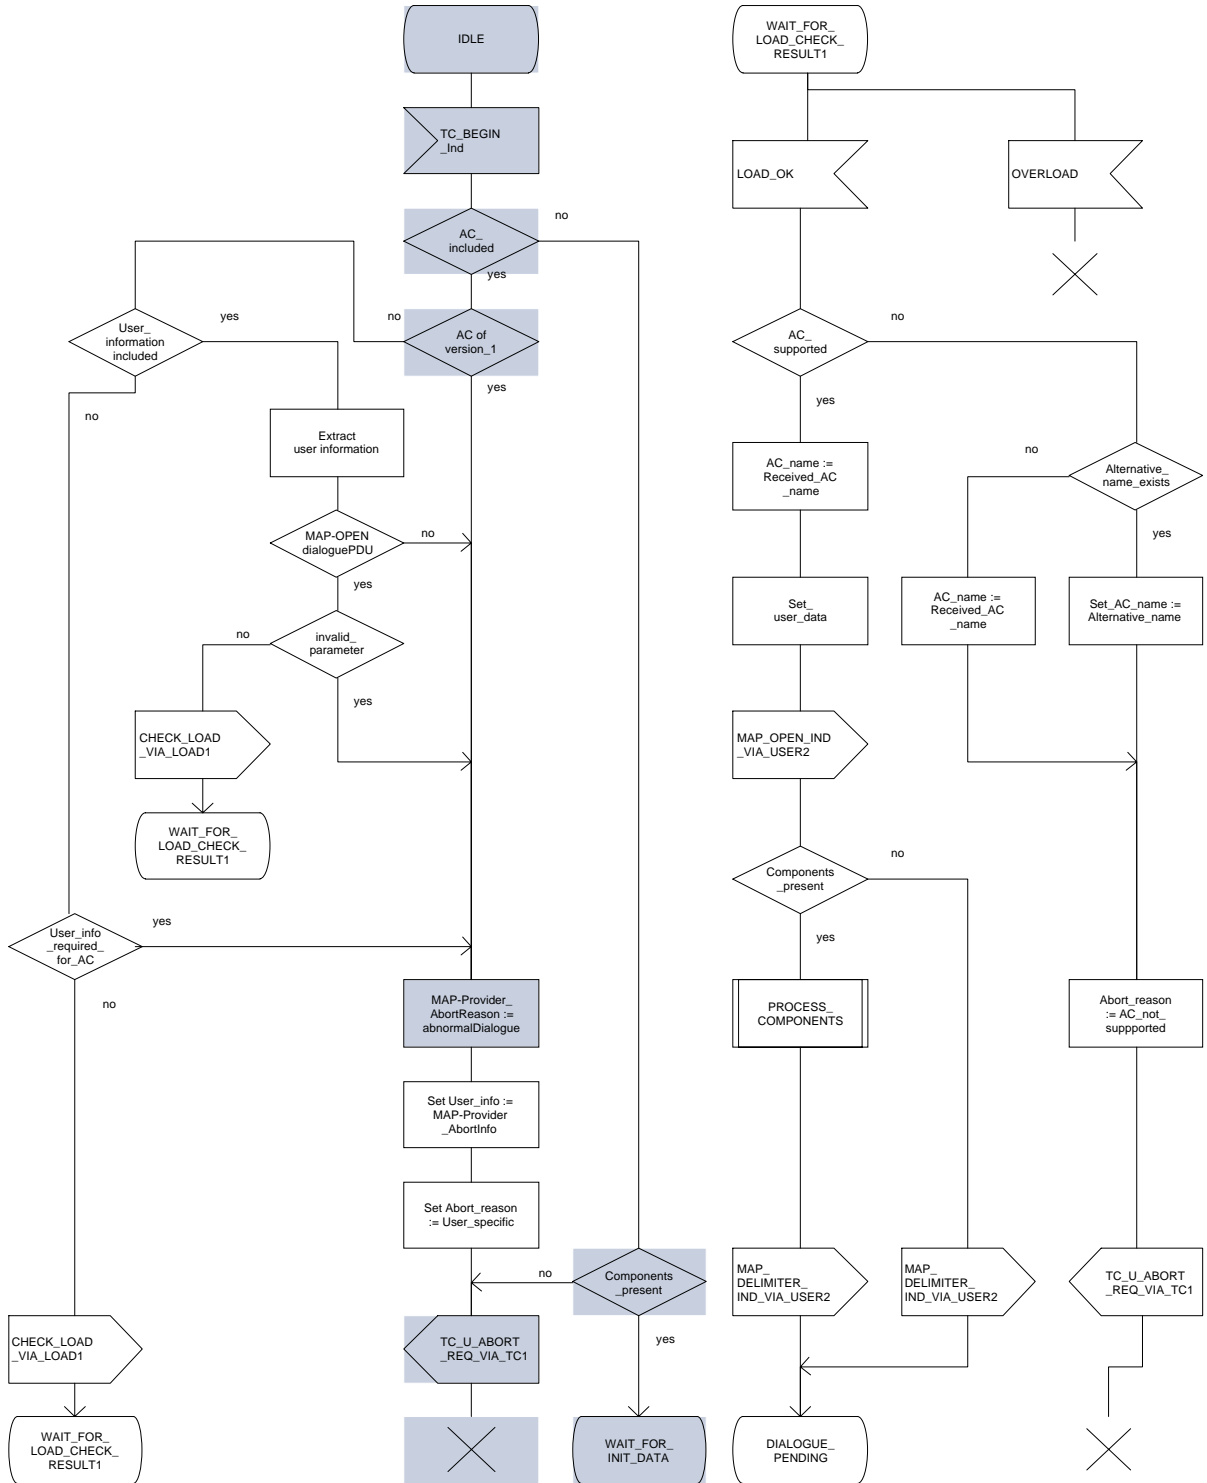 IDLE
TC_BEGIN
_Ind
AC_
included
no
yes
AC of
version_1
no
yes
User_
information
included
yes
no
Extract
user information
MAP-OPEN
dialoguePDU
no
yes
invalid_
parameter
no
yes
CHECK_LOAD
_VIA_LOAD1
WAIT_FOR_
LOAD_CHECK_
RESULT1
User_info
_required_
for_AC
yes
no
MAP-Provider_
AbortReason :=
abnormalDialogue
Set User_info :=
MAP-Provider
_AbortInfo
Set Abort_reason
:= User_specific
Components
_present
no
yes
TC_U_ABORT
_REQ_VIA_TC1
CHECK_LOAD
_VIA_LOAD1
WAIT_FOR_
LOAD_CHECK_
RESULT1
WAIT_FOR_
INIT_DATA
WAIT_FOR_
LOAD_CHECK_
RESULT1
LOAD_OK
OVERLOAD
AC_
supported
no
yes
AC_name :=
Received_AC
_name
Alternative_
name_exists
no
yes
Set_
user_data
AC_name :=
Received_AC
_name
Set_AC_name :=
Alternative_name
MAP_OPEN_IND
_VIA_USER2
Components
_present
no
yes
PROCESS_
COMPONENTS
Abort_reason
:= AC_not_
suppported
MAP_
DELIMITER_
IND_VIA_USER2
MAP_
DELIMITER_
IND_VIA_USER2
TC_U_ABORT
_REQ_VIA_TC1
DIALOGUE_
PENDING